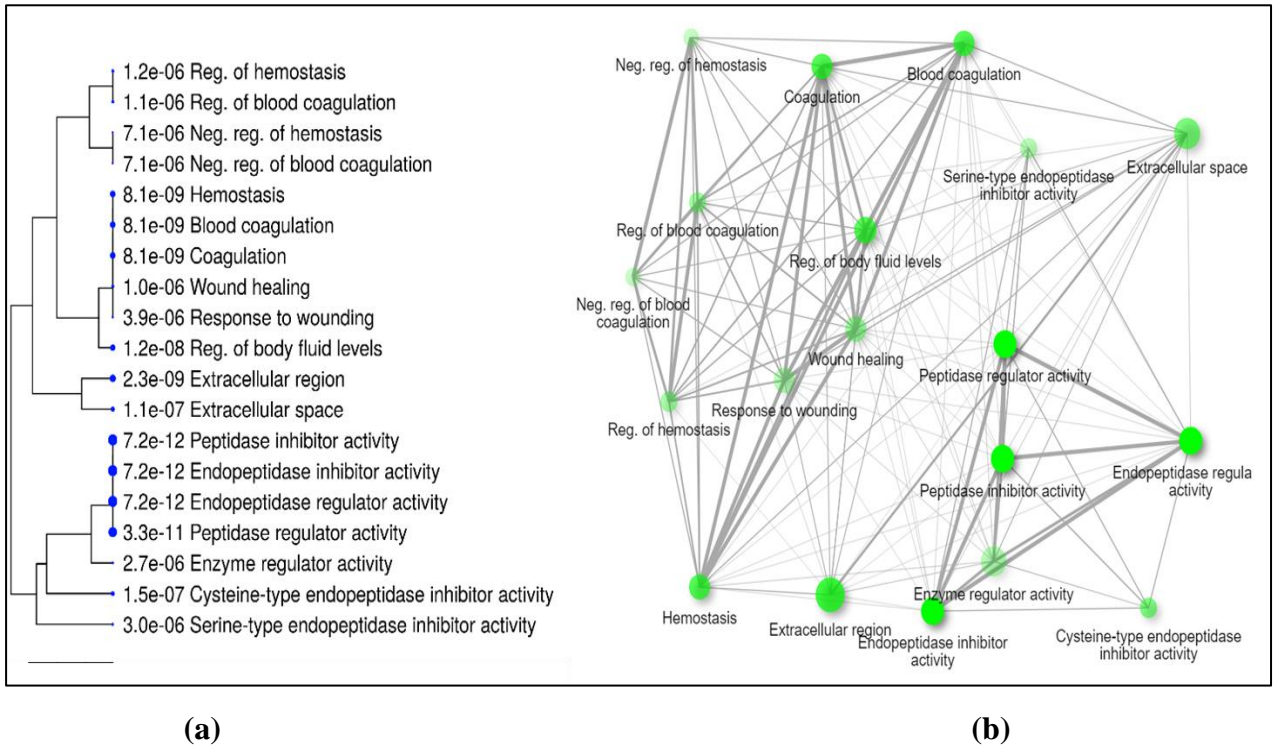 1.2e-06 Reg. of hemostasis
1.1e-06 Reg. of blood coagulation
7.1e-06 Neg. reg. of hemostasis
7.1e-06 Neg. reg. of blood coagulation
8.1e-09 Hemostasis
8.1e-09 Blood coagulation
8.1e-09 Coagulation
1.0e-06 Wound healing
3.9e-06 Response to wounding
1.2e-08 Reg. of body fluid levels
2.3e-09 Extracellular region
1.1e-07 Extracellular space
7.2e-12 Peptidase inhibitor activity
7.2e-12 Endopeptidase inhibitor activity
7.2e-12 Endopeptidase regulator activity
3.3e-11 Peptidase regulator activity
2.7e-06 Enzyme regulator activity
1.5e-07 Cysteine-type endopeptidase inhibitor activity
3.0e-06 Serine-type endopeptidase inhibitor activity
Neg. reg. of hemostasis
Blood coagulation
Coagulation
Extracellular space
Serine-type endopeptidase
inhibitor activity
Reg. of blood coagulation
Reg. of body fluid levels
Neg. reg. of blood
coagulation
Wound healing
Peptidase regulator activity
Response to wounding
Reg. of hemostasis
Endopeptidase regula
activity
Peptidase inhibitor activity
Enzyme regulator activity
Hemostasis
Extracellular region
Endopeptidase inhibitor
activity
Cysteine-type endopeptidase
inhibitor activity
(a)
(b)